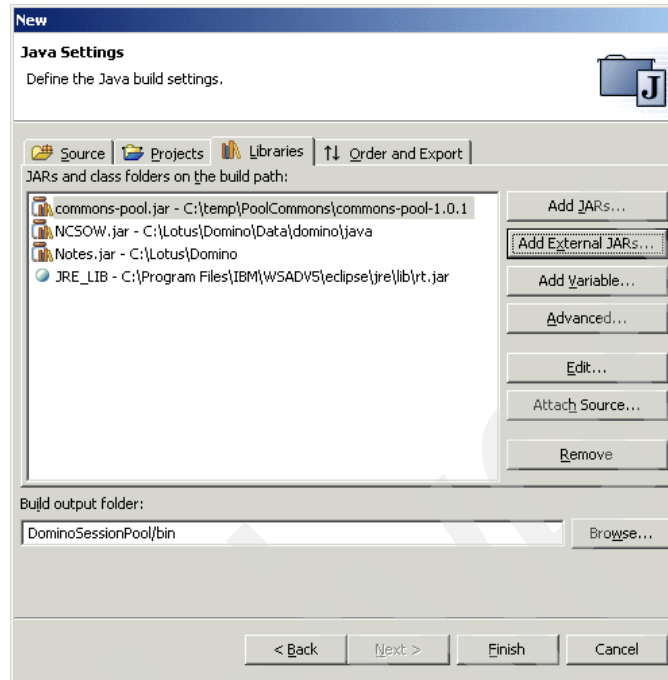 New
Java Settings
Define the Java build settings.
J
Source Projects Libraries Order and Export
JARs and class folders on the build path:
commons-pool.jar - C:\temp\PoolCommons\commons-pool-1.0.1
NCSOW.jar - C:\Lotus\Domino\Data\domino\java
Notes.jar - C:\Lotus\Domino
JRE_LIB - C:\Program Files\IBM\WSADV5\eclipse\jre\lib\rt.jar
Add JARs...
Add External JARs...
Add Variable...
Advanced...
Edit...
Attach Source...
Remove
Build output folder:
DominoSessionPool/bin
Browse...
< Back Next > Finish Cancel